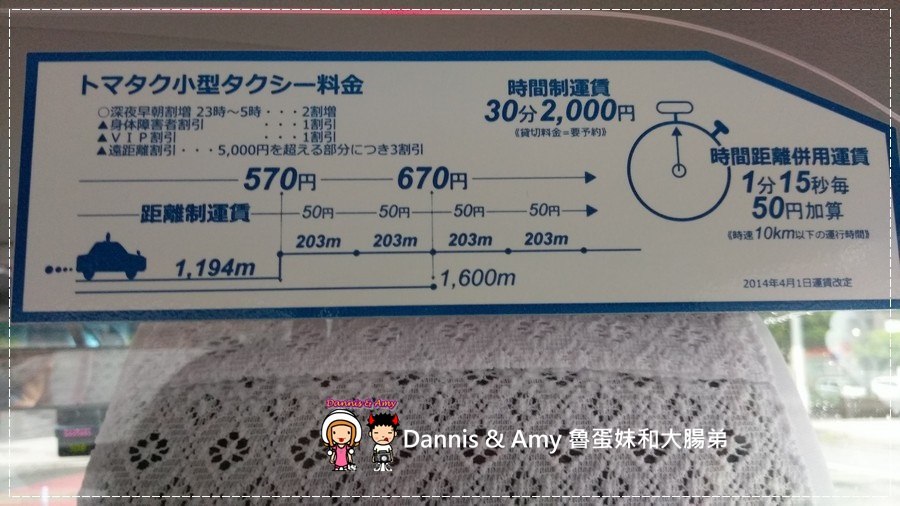 トマタク小型タクシー料金
○深夜早朝割増 23時～5時・・・2割増
▲身体障害者割引 ・・・1割引
▲ＶＩＰ割引 ・・・1割引
▲遠距離割引・・・5,000円を超える部分につき3割引
時間制運賃
30分2,000円
《貸切料金=要予約》
570円 670円
距離制運賃 50円 50円 50円 50円
203m 203m 203m 203m
1,194m
1,600m
時間距離併用運賃
1分15秒毎
50円加算
《時速10km以下の運行時間》
2014年4月1日運賃改定
Dannis & Amy
Dannis & Amy 魯蛋妹和大腸弟